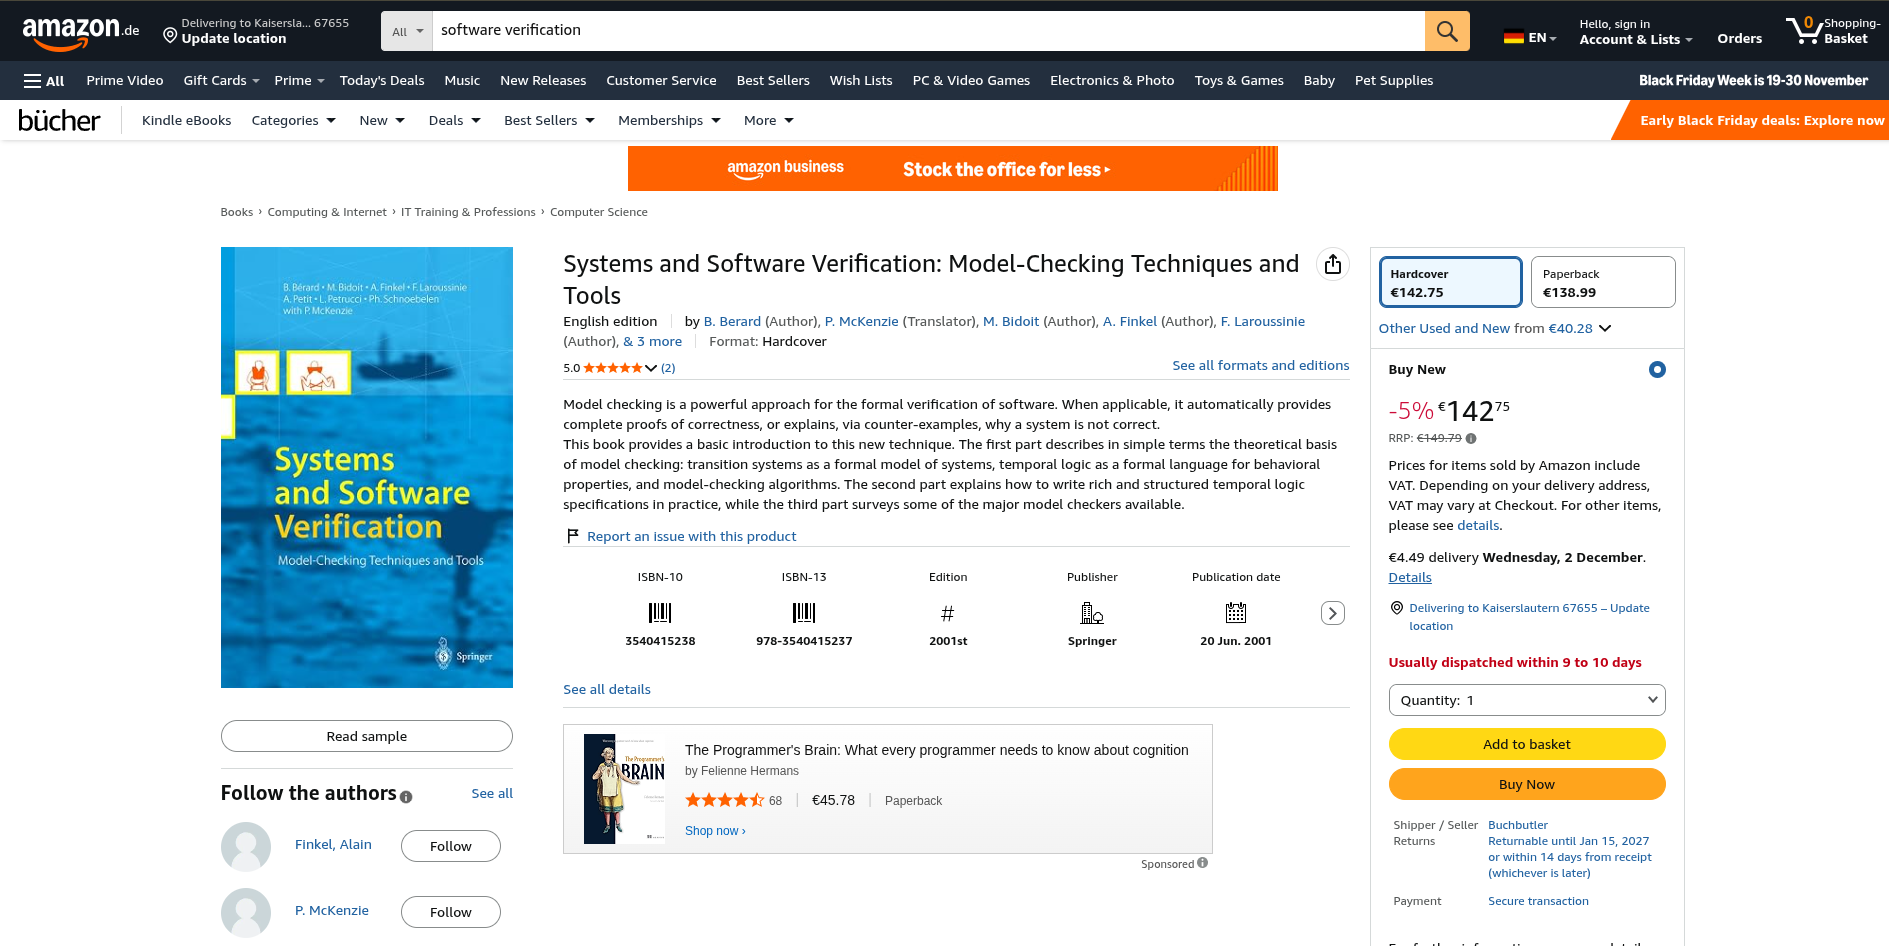 amazon.de
Delivering to Kaisersla... 67655
Update location
All
software verification
EN
Hello, sign in
Account & Lists
Orders
0
Shopping-
Basket
All
Prime Video
Gift Cards
Prime
Today's Deals
Music
New Releases
Customer Service
Best Sellers
Wish Lists
PC & Video Games
Electronics & Photo
Toys & Games
Baby
Pet Supplies
Black Friday Week is 19-30 November
bücher
Kindle eBooks
Categories
New
Deals
Best Sellers
Memberships
More
Early Black Friday deals: Explore now
amazon business
Stock the office for less ▸
Books › Computing & Internet › IT Training & Professions › Computer Science
B. Bérard • M. Bidoit • A. Finkel • F. Laroussinie
A. Petit • L. Petrucci • Ph. Schnoebelen
with P. McKenzie
Systems
and Software
Verification
Model-Checking Techniques and Tools
Springer
Read sample
Follow the authors
See all
Finkel, Alain
Follow
P. McKenzie
Follow
Systems and Software Verification: Model-Checking Techniques and
Tools
English edition
by B. Berard (Author), P. McKenzie (Translator), M. Bidoit (Author), A. Finkel (Author), F. Laroussinie
(Author), & 3 more
Format: Hardcover
5.0
(2)
See all formats and editions
Model checking is a powerful approach for the formal verification of software. When applicable, it automatically provides
complete proofs of correctness, or explains, via counter-examples, why a system is not correct.
This book provides a basic introduction to this new technique. The first part describes in simple terms the theoretical basis
of model checking: transition systems as a formal model of systems, temporal logic as a formal language for behavioral
properties, and model-checking algorithms. The second part explains how to write rich and structured temporal logic
specifications in practice, while the third part surveys some of the major model checkers available.
Report an issue with this product
ISBN-10
3540415238
ISBN-13
978-3540415237
Edition
#
2001st
Publisher
Springer
Publication date
20 Jun. 2001
See all details
The Programmer's
BRAIN
The Programmer's Brain: What every programmer needs to know about cognition
by Felienne Hermans
68
€45.78
Paperback
Shop now ›
Sponsored
Hardcover
€142.75
Paperback
€138.99
Other Used and New from €40.28
Buy New
-5% €142 75
RRP: €149.79
Prices for items sold by Amazon include
VAT. Depending on your delivery address,
VAT may vary at Checkout. For other items,
please see details.
€4.49 delivery Wednesday, 2 December.
Details
Delivering to Kaiserslautern 67655 – Update
location
Usually dispatched within 9 to 10 days
Quantity: 1
Add to basket
Buy Now
Shipper / Seller
Buchbutler
Returns
Returnable until Jan 15, 2027
or within 14 days from receipt
(whichever is later)
Payment
Secure transaction